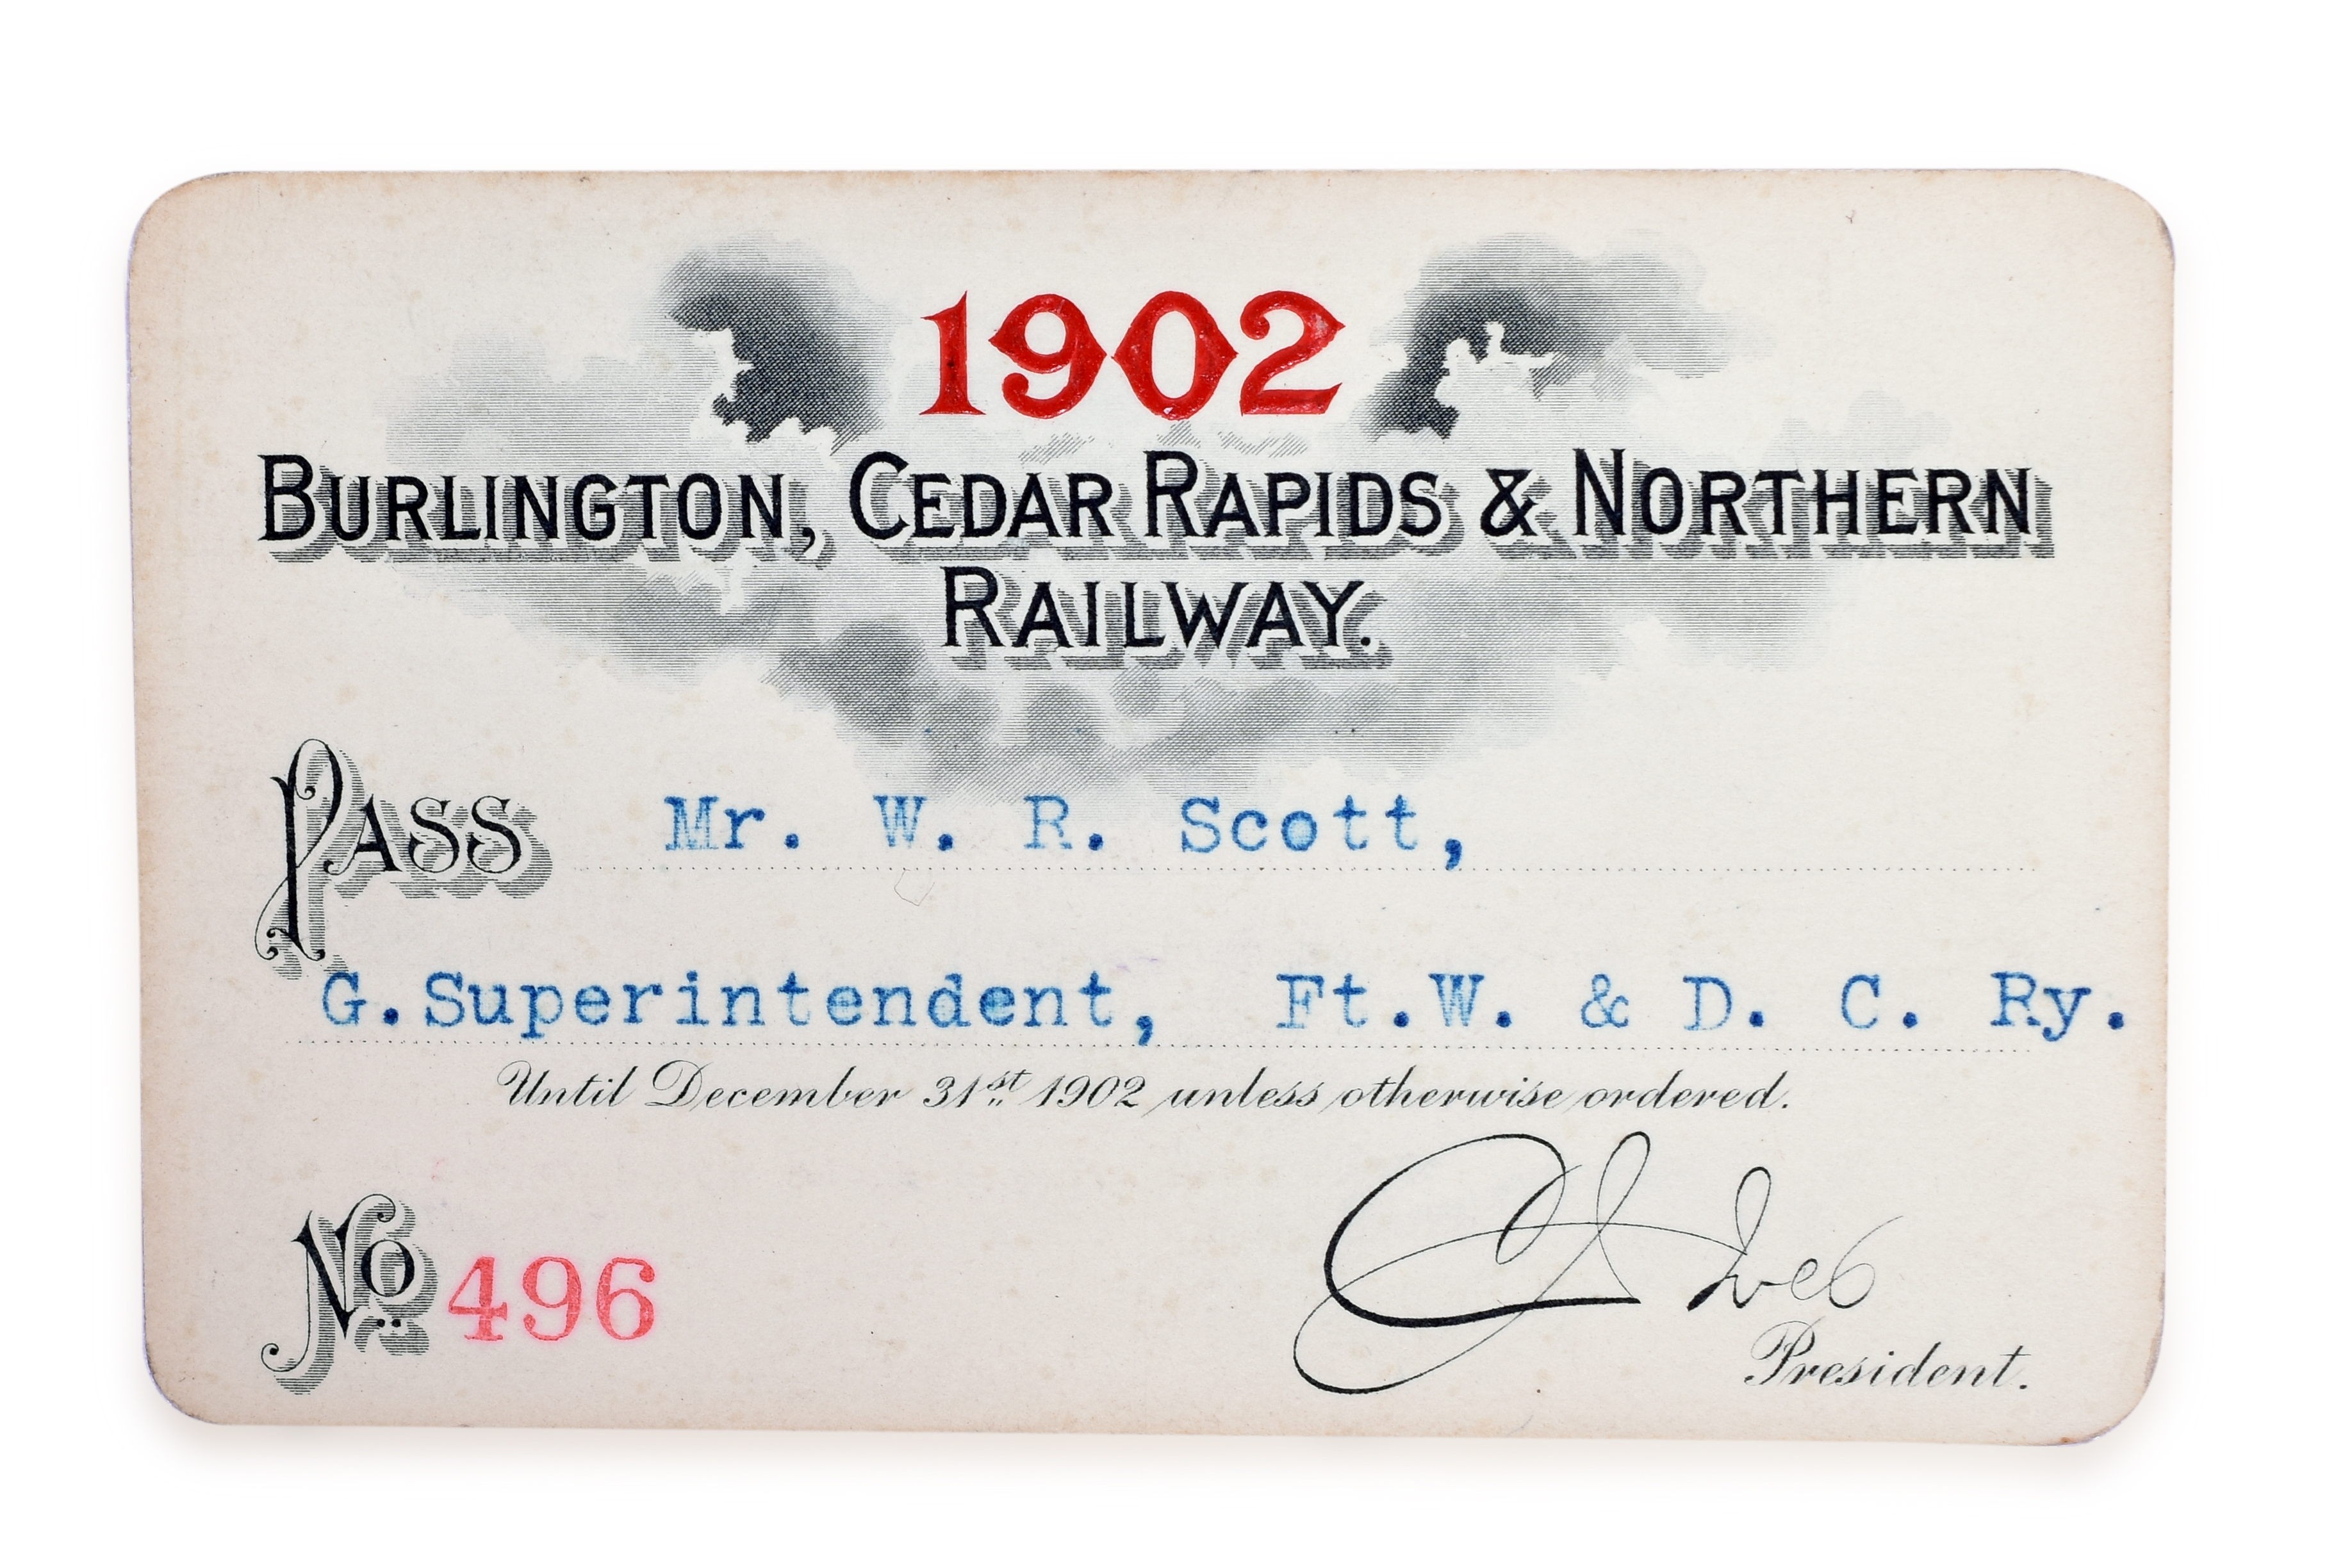 1902
BURLINGTON, CEDAR RAPIDS & NORTHERN
RAILWAY.
PASS Mr. W. R. Scott,
G.Superintendent, Ft.W. & D. C. Ry.
Until December 31st 1902 unless otherwise ordered.
No 496
C J Ives
President.